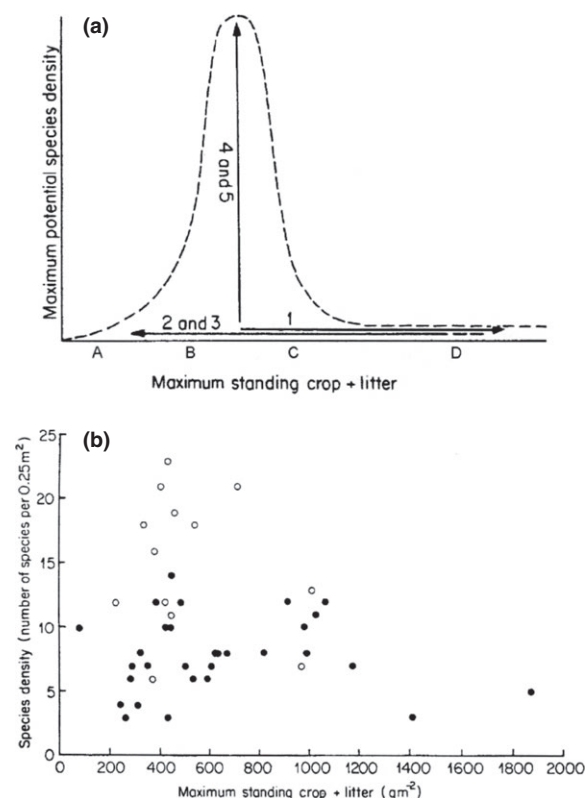 (a)
Maximum potential species density
4 and 5
2 and 3
1
A
B
C
D
Maximum standing crop + litter
(b)
Species density (number of species per 0.25m²)
25
20
15
10
5
0
0
200
400
600
800
1000
1200
1400
1600
1800
2000
Maximum standing crop + litter (gm⁻²)